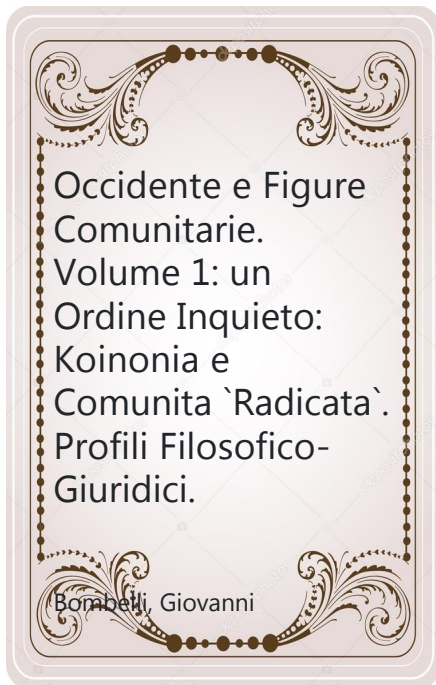 Occidente e Figure
Comunitarie.
Volume 1: un
Ordine Inquieto:
Koinonia e
Comunita `Radicata`.
Profili Filosofico-
Giuridici.
Bombelli, Giovanni